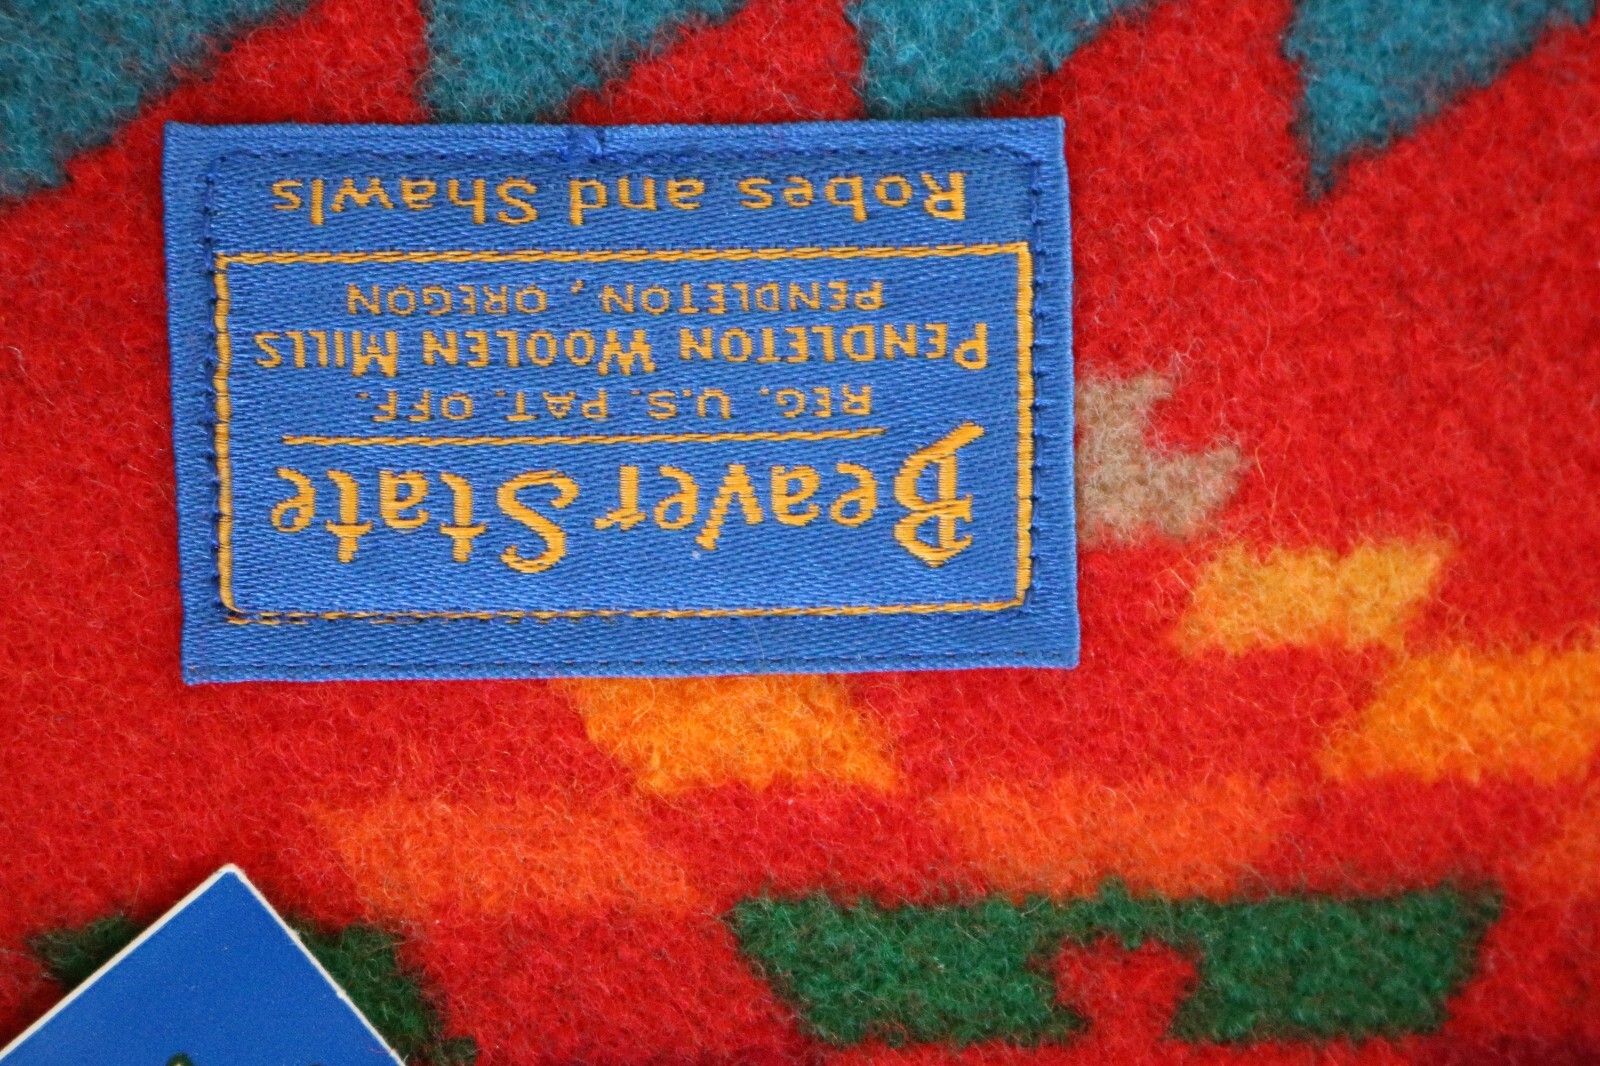 Beaver State
REG. U.S. PAT. OFF.
PENDLETON WOOLEN MILLS
PENDLETON, OREGON
Robes and Shawls